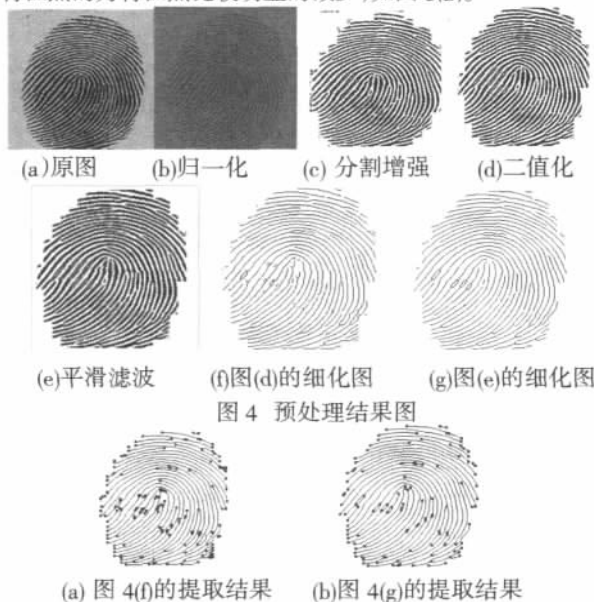 (a)原图 (b)归一化 (c) 分割增强 (d)二值化
(e)平滑滤波 (f)图(d)的细化图 (g)图(e)的细化图
图 4 预处理结果图
(a) 图 4(f)的提取结果 (b)图 4(g)的提取结果